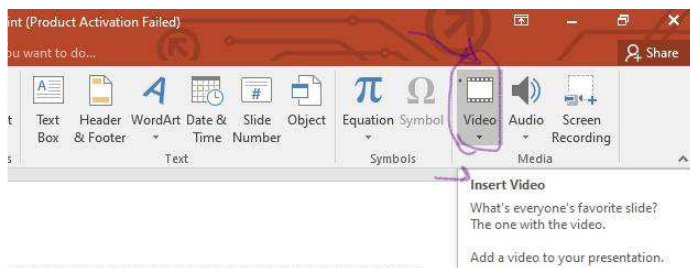 int (Product Activation Failed)
ou want to do...
Share
t Text Box
Header & Footer
WordArt
Date & Time
Slide Number
Object
Equation
Symbol
Video
Audio
Screen Recording
s
Text
Symbols
Media
Insert Video
What's everyone's favorite slide?
The one with the video.
Add a video to your presentation.